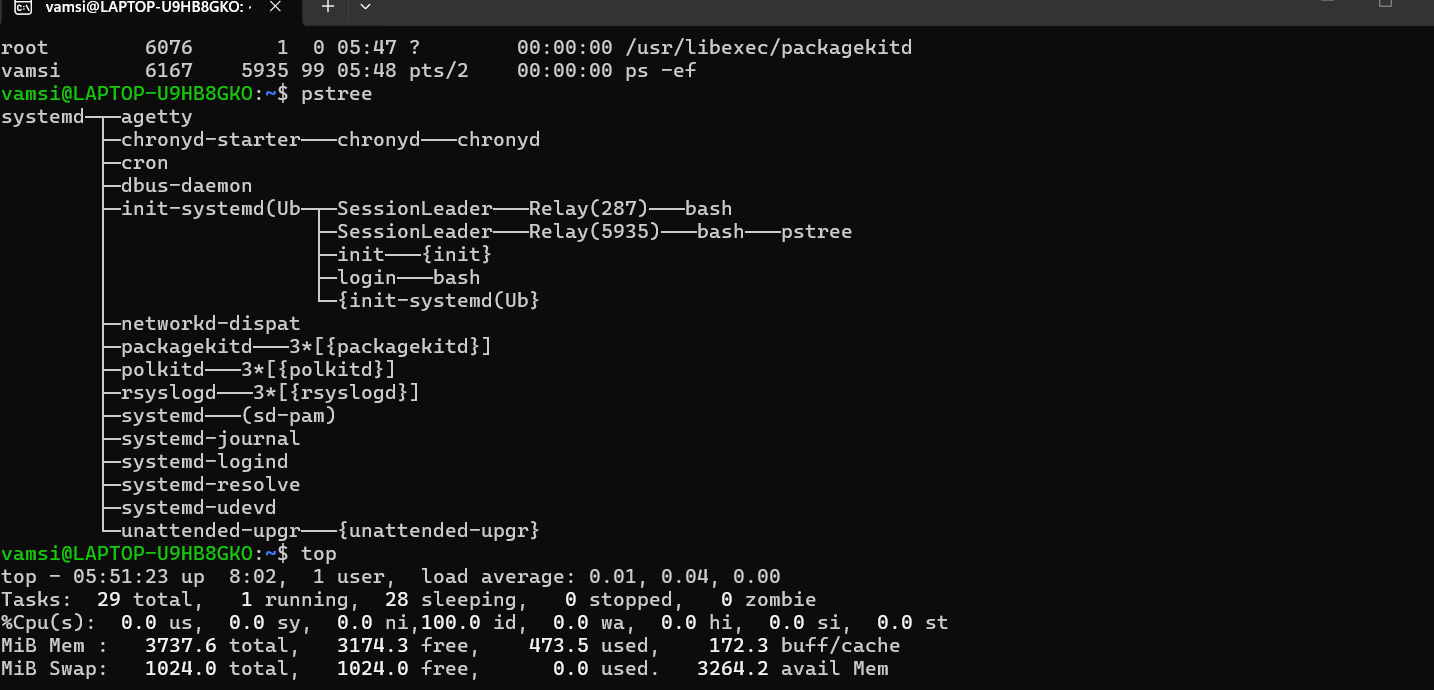 vamsi@LAPTOP-U9HB8GKO: ~
root        6076       1  0 05:47 ?        00:00:00 /usr/libexec/packagekitd
vamsi       6167    5935 99 05:48 pts/2    00:00:00 ps -ef
vamsi@LAPTOP-U9HB8GKO:~$ pstree
systemd─┬─agetty
        ├─chronyd-starter───chronyd───chronyd
        ├─cron
        ├─dbus-daemon
        ├─init-systemd(Ub─┬─SessionLeader───Relay(287)───bash
        │                 ├─SessionLeader───Relay(5935)───bash───pstree
        │                 ├─init───{init}
        │                 ├─login───bash
        │                 └─{init-systemd(Ub}
        ├─networkd-dispat
        ├─packagekitd───3*[{packagekitd}]
        ├─polkitd───3*[{polkitd}]
        ├─rsyslogd───3*[{rsyslogd}]
        ├─systemd───(sd-pam)
        ├─systemd-journal
        ├─systemd-logind
        ├─systemd-resolve
        ├─systemd-udevd
        └─unattended-upgr───{unattended-upgr}
vamsi@LAPTOP-U9HB8GKO:~$ top
top - 05:51:23 up  8:02,  1 user,  load average: 0.01, 0.04, 0.00
Tasks:  29 total,   1 running,  28 sleeping,   0 stopped,   0 zombie
%Cpu(s):  0.0 us,  0.0 sy,  0.0 ni,100.0 id,  0.0 wa,  0.0 hi,  0.0 si,  0.0 st
MiB Mem :   3737.6 total,   3174.3 free,    473.5 used,    172.3 buff/cache
MiB Swap:   1024.0 total,   1024.0 free,      0.0 used.   3264.2 avail Mem